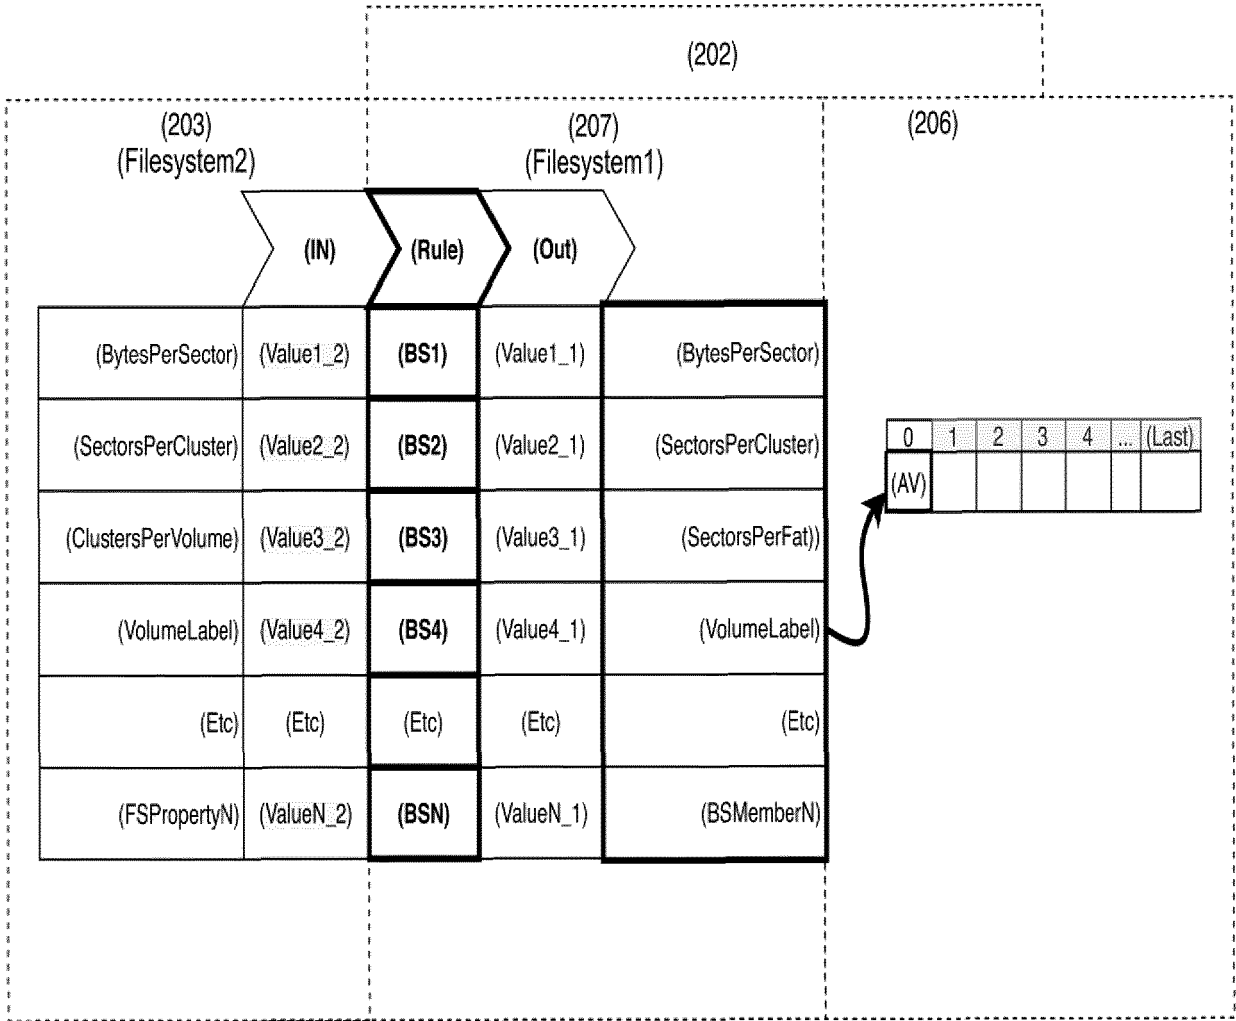 (202)
(203)
(Filesystem2)
(207)
(Filesystem1)
(206)
(IN) (Rule) (Out)
(BytesPerSector) (Value1_2) (BS1) (Value1_1) (BytesPerSector)
(SectorsPerCluster) (Value2_2) (BS2) (Value2_1) (SectorsPerCluster)
(ClustersPerVolume) (Value3_2) (BS3) (Value3_1) (SectorsPerFat))
(VolumeLabel) (Value4_2) (BS4) (Value4_1) (VolumeLabel)
(Etc) (Etc) (Etc) (Etc) (Etc)
(FSPropertyN) (ValueN_2) (BSN) (ValueN_1) (BSMemberN)
0 1 2 3 4 ... (Last)
(AV)